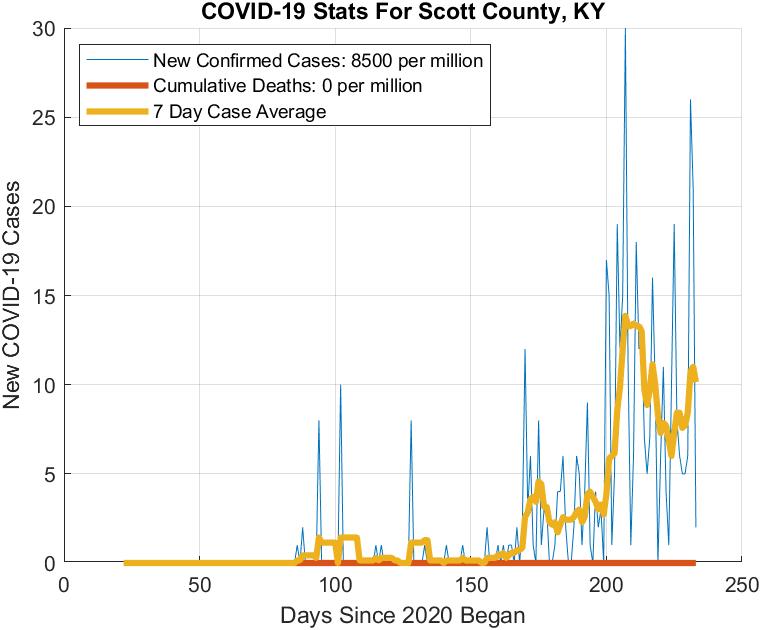 COVID-19 Stats For Scott County, KY
New Confirmed Cases: 8500 per million
Cumulative Deaths: 0 per million
7 Day Case Average
New COVID-19 Cases
30
25
20
15
10
5
0
0 50 100 150 200 250
Days Since 2020 Began